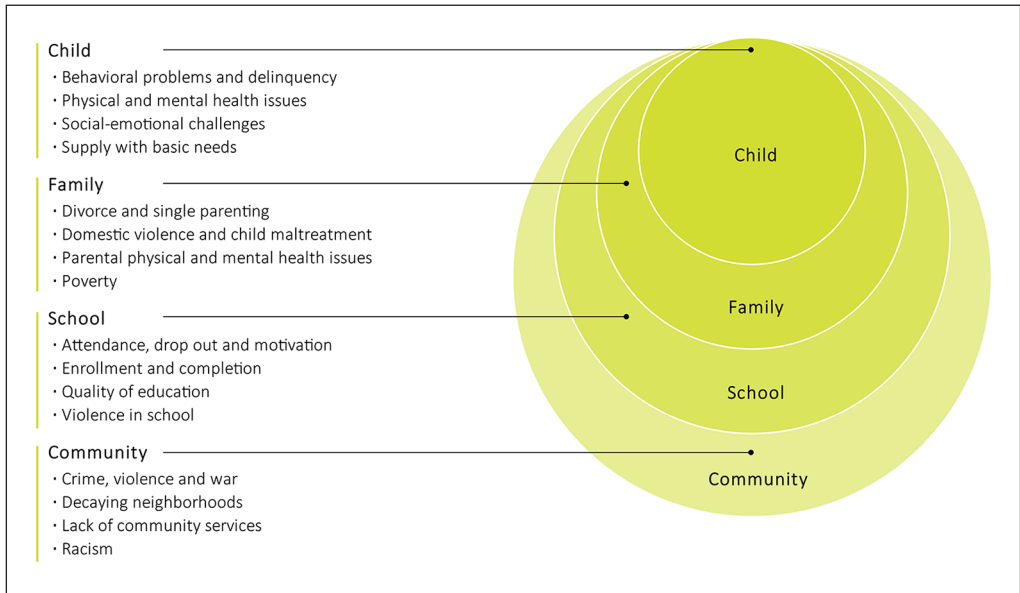 Child
· Behavioral problems and delinquency
· Physical and mental health issues
· Social-emotional challenges
· Supply with basic needs
Family
· Divorce and single parenting
· Domestic violence and child maltreatment
· Parental physical and mental health issues
· Poverty
School
· Attendance, drop out and motivation
· Enrollment and completion
· Quality of education
· Violence in school
Community
· Crime, violence and war
· Decaying neighborhoods
· Lack of community services
· Racism
Child
Family
School
Community